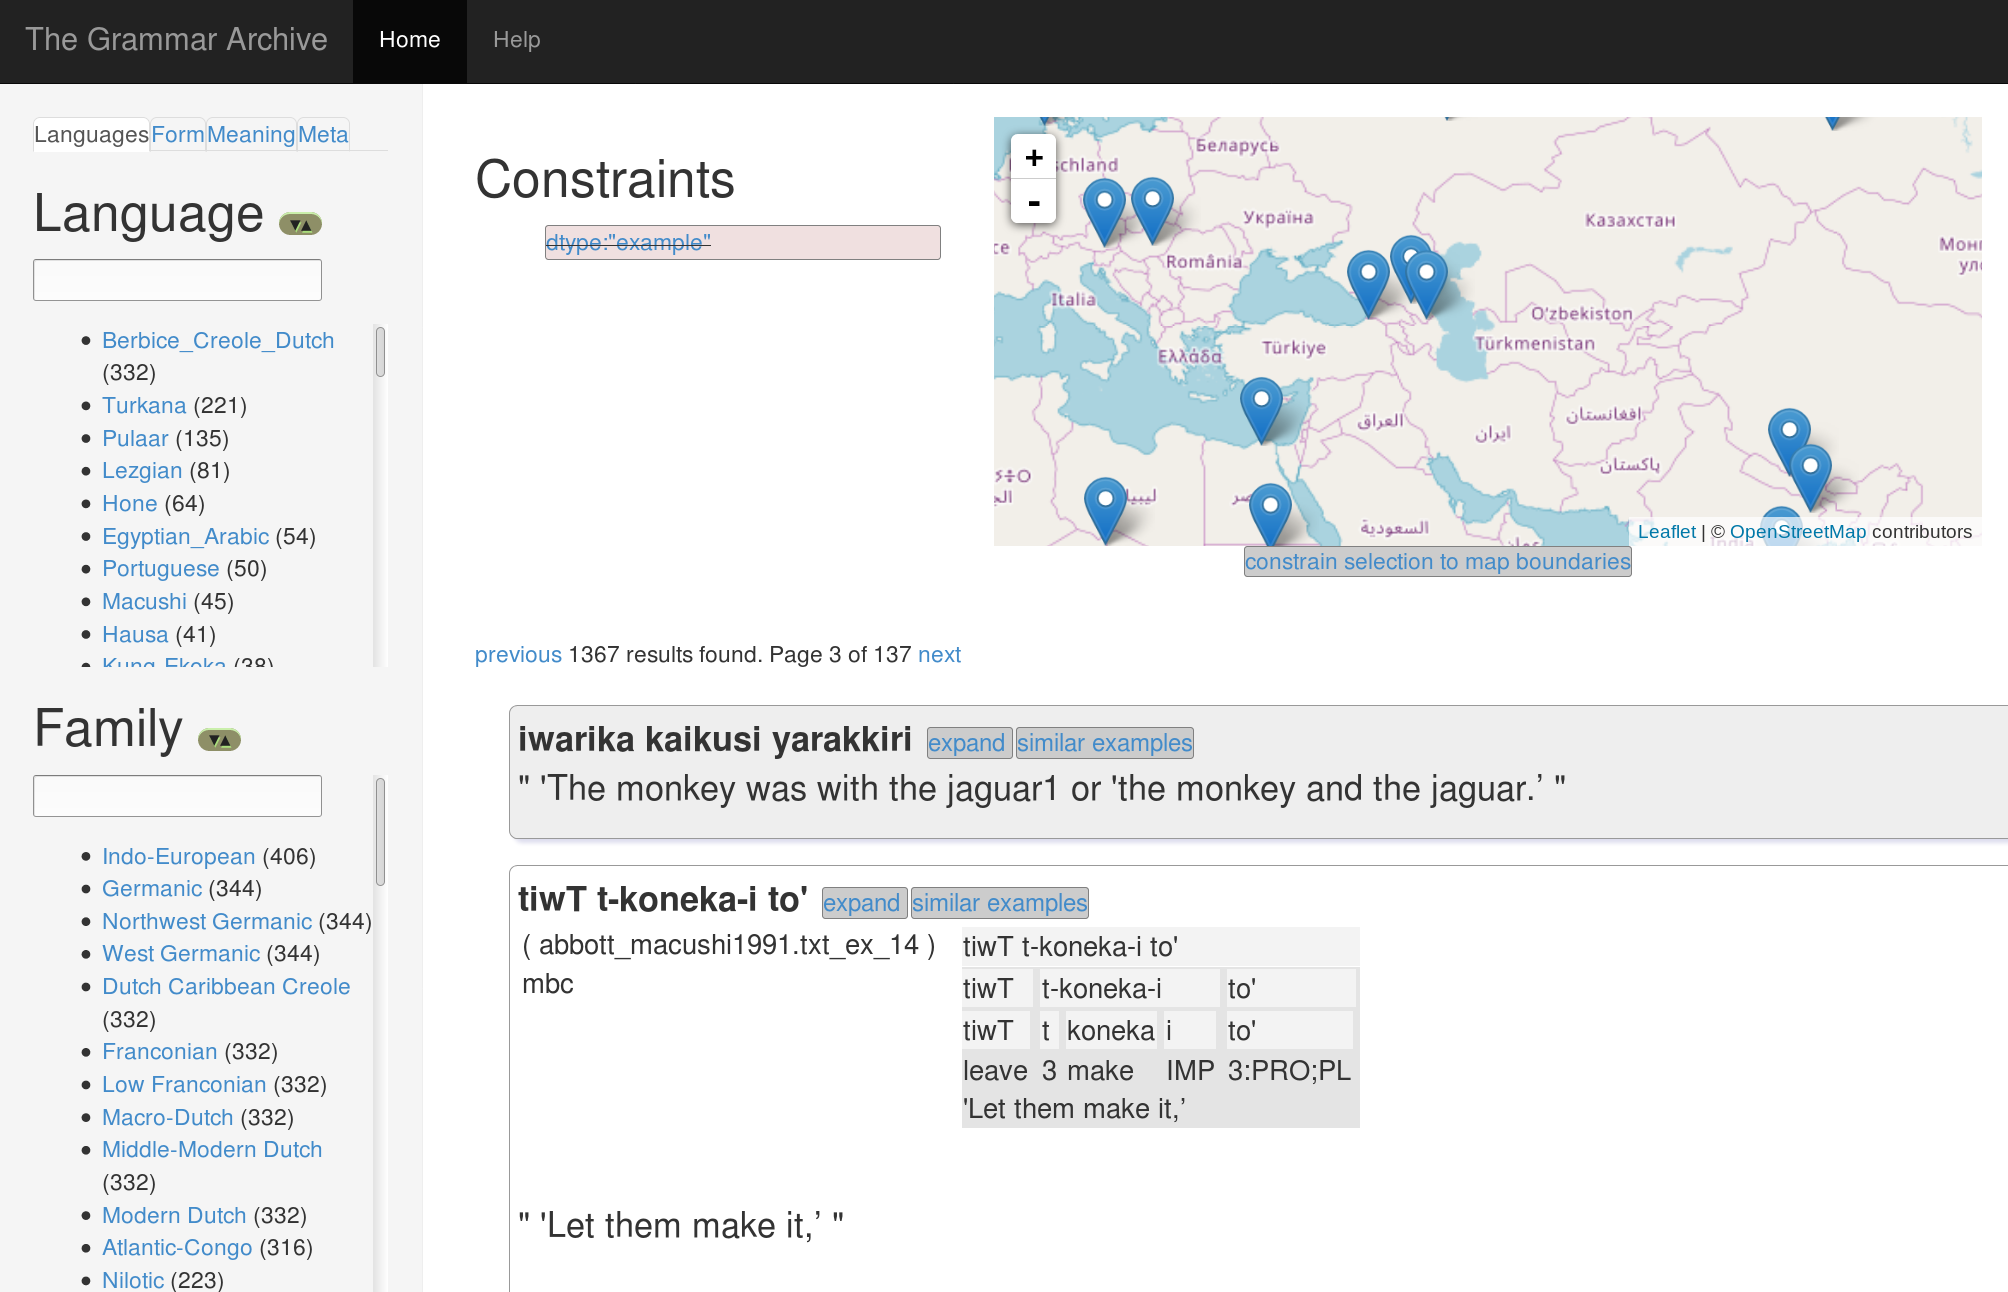 The Grammar Archive Home Help
Languages Form Meaning Meta
Language ▼▲
Berbice_Creole_Dutch
(332)
Turkana (221)
Pulaar (135)
Lezgian (81)
Hone (64)
Egyptian_Arabic (54)
Portuguese (50)
Macushi (45)
Hausa (41)
Kung-Ekoka (38)
Family ▼▲
Indo-European (406)
Germanic (344)
Northwest Germanic (344)
West Germanic (344)
Dutch Caribbean Creole
(332)
Franconian (332)
Low Franconian (332)
Macro-Dutch (332)
Middle-Modern Dutch
(332)
Modern Dutch (332)
Atlantic-Congo (316)
Nilotic (223)
Constraints
dtype:"example"
+
-
schland
Беларусь
Україна
Казахстан
România
Italia
O'zbekiston
Türkmenistan
Türkiye
Ελλάδα
افغانستان
العراق
ایران
پاکستان
ليبيا
السعودية
Leaflet | © OpenStreetMap contributors
constrain selection to map boundaries
previous 1367 results found. Page 3 of 137 next
iwarika kaikusi yarakkiri expand similar examples
" 'The monkey was with the jaguar1 or 'the monkey and the jaguar.’ "
tiwT t-koneka-i to' expand similar examples
( abbott_macushi1991.txt_ex_14 )
mbc
tiwT t-koneka-i to'
tiwT t-koneka-i to'
tiwT t koneka i to'
leave 3 make IMP 3:PRO;PL
'Let them make it,’
" 'Let them make it,’ "